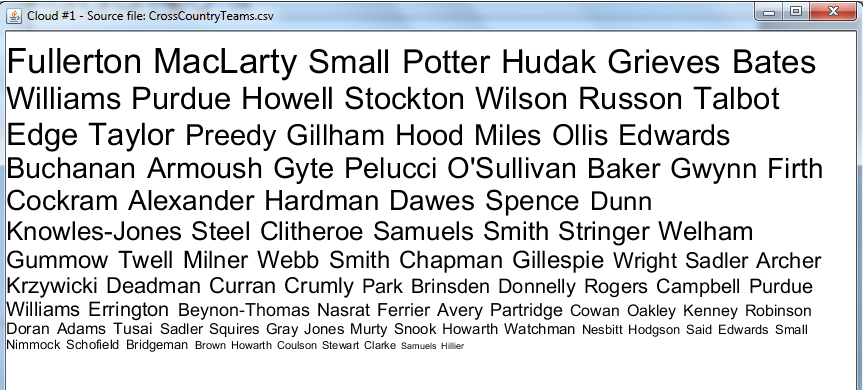 Cloud #1 - Source file: CrossCountryTeams.csv
Fullerton MacLarty Small Potter Hudak Grieves Bates
Williams Purdue Howell Stockton Wilson Russon Talbot
Edge Taylor Preedy Gillham Hood Miles Ollis Edwards
Buchanan Armoush Gyte Pelucci O'Sullivan Baker Gwynn Firth
Cockram Alexander Hardman Dawes Spence Dunn
Knowles-Jones Steel Clitheroe Samuels Smith Stringer Welham
Gummow Twell Milner Webb Smith Chapman Gillespie Wright Sadler Archer
Krzywicki Deadman Curran Crumly Park Brinsden Donnelly Rogers Campbell Purdue
Williams Errington Beynon-Thomas Nasrat Ferrier Avery Partridge Cowan Oakley Kenney Robinson
Doran Adams Tusai Sadler Squires Gray Jones Murty Snook Howarth Watchman Nesbitt Hodgson Said Edwards Small
Nimmock Schofield Bridgeman Brown Howarth Coulson Stewart Clarke Samuels Hillier